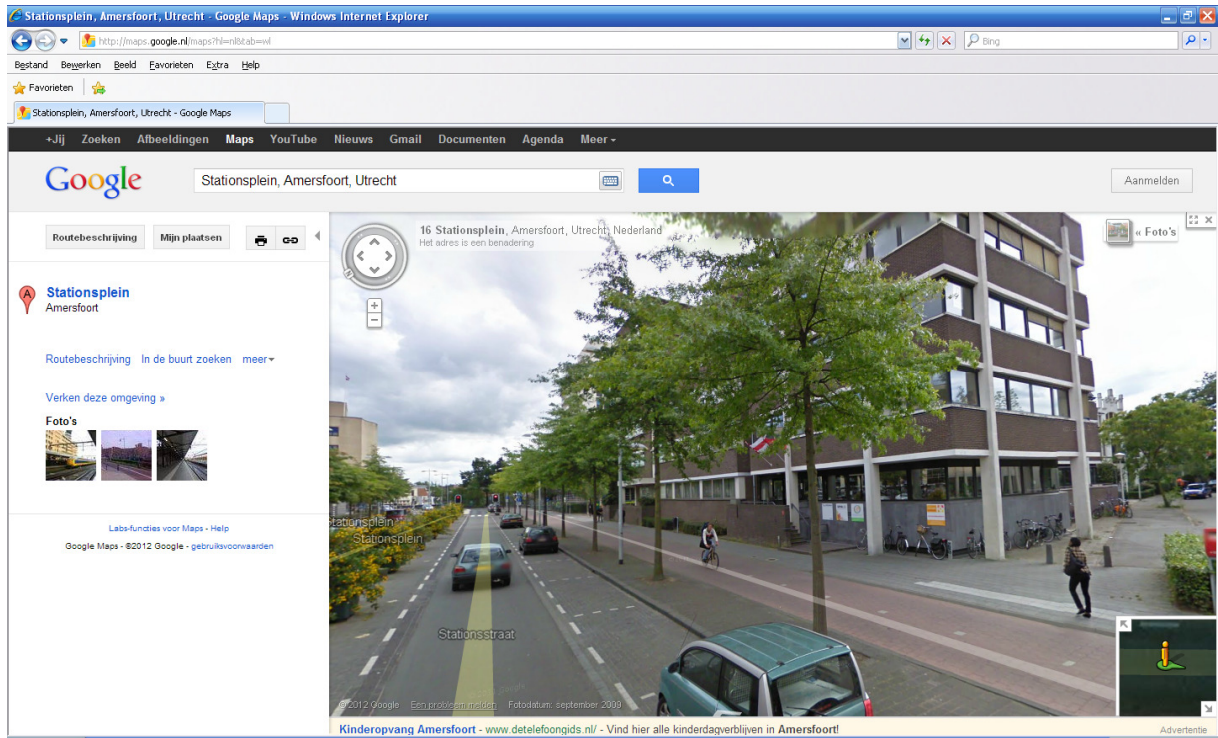 Stationsplein, Amersfoort, Utrecht - Google Maps - Windows Internet Explorer
http://maps.google.nl/maps?hl=nl&tab=wl
Bing
Bestand Bewerken Beeld Favorieten Extra Help
Favorieten
Stationsplein, Amersfoort, Utrecht - Google Maps
+Jij Zoeken Afbeeldingen Maps YouTube Nieuws Gmail Documenten Agenda Meer
Google
Stationsplein, Amersfoort, Utrecht
Aanmelden
Routebeschrijving Mijn plaatsen
16 Stationsplein, Amersfoort, Utrecht, Nederland
Het adres is een benadering
« Foto's
A
Stationsplein
Amersfoort
Routebeschrijving In de buurt zoeken meer
Verken deze omgeving »
Foto's
Labs-functies voor Maps - Help
Google Maps - ©2012 Google - gebruiksvoorwaarden
Stationsplein
Stationsplein
Stationsstraat
© 2012 Google Een probleem melden Fotodatum: september 2009
Kinderopvang Amersfoort - www.detelefoongids.nl/ - Vind hier alle kinderdagverblijven in Amersfoort!
Advertentie